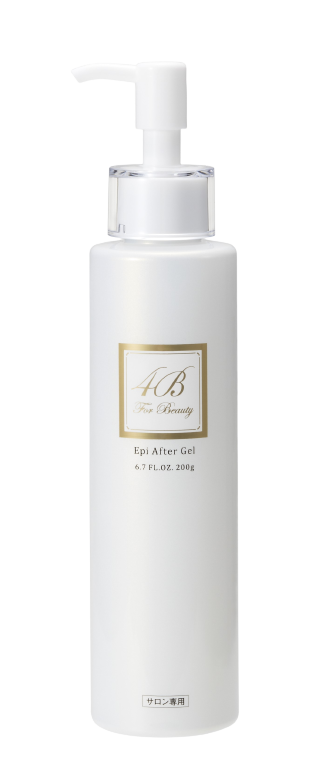 4B
For Beauty
Epi After Gel
6.7 FL.OZ. 200g
サロン専用